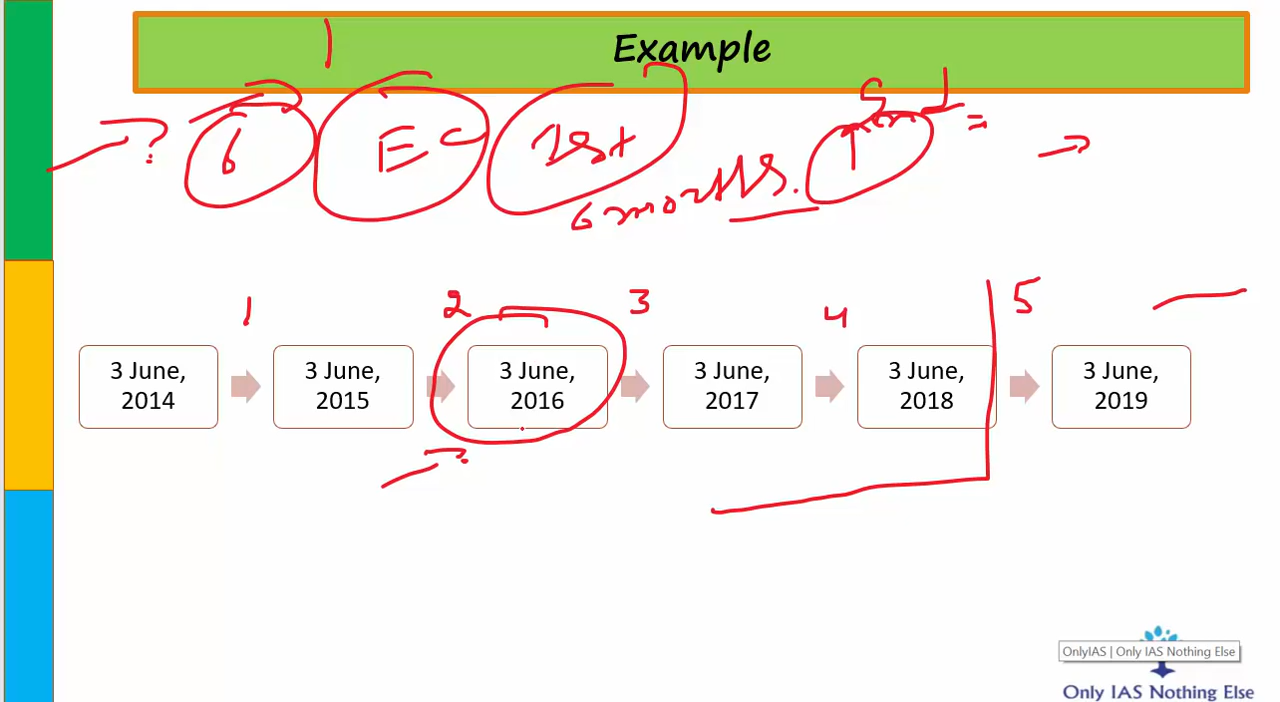 Example
6 E 1st
6 months.
1 2 3 4 5
3 June, 2014
3 June, 2015
3 June, 2016
3 June, 2017
3 June, 2018
3 June, 2019
OnlyIAS | Only IAS Nothing Else
Only IAS Nothing Else